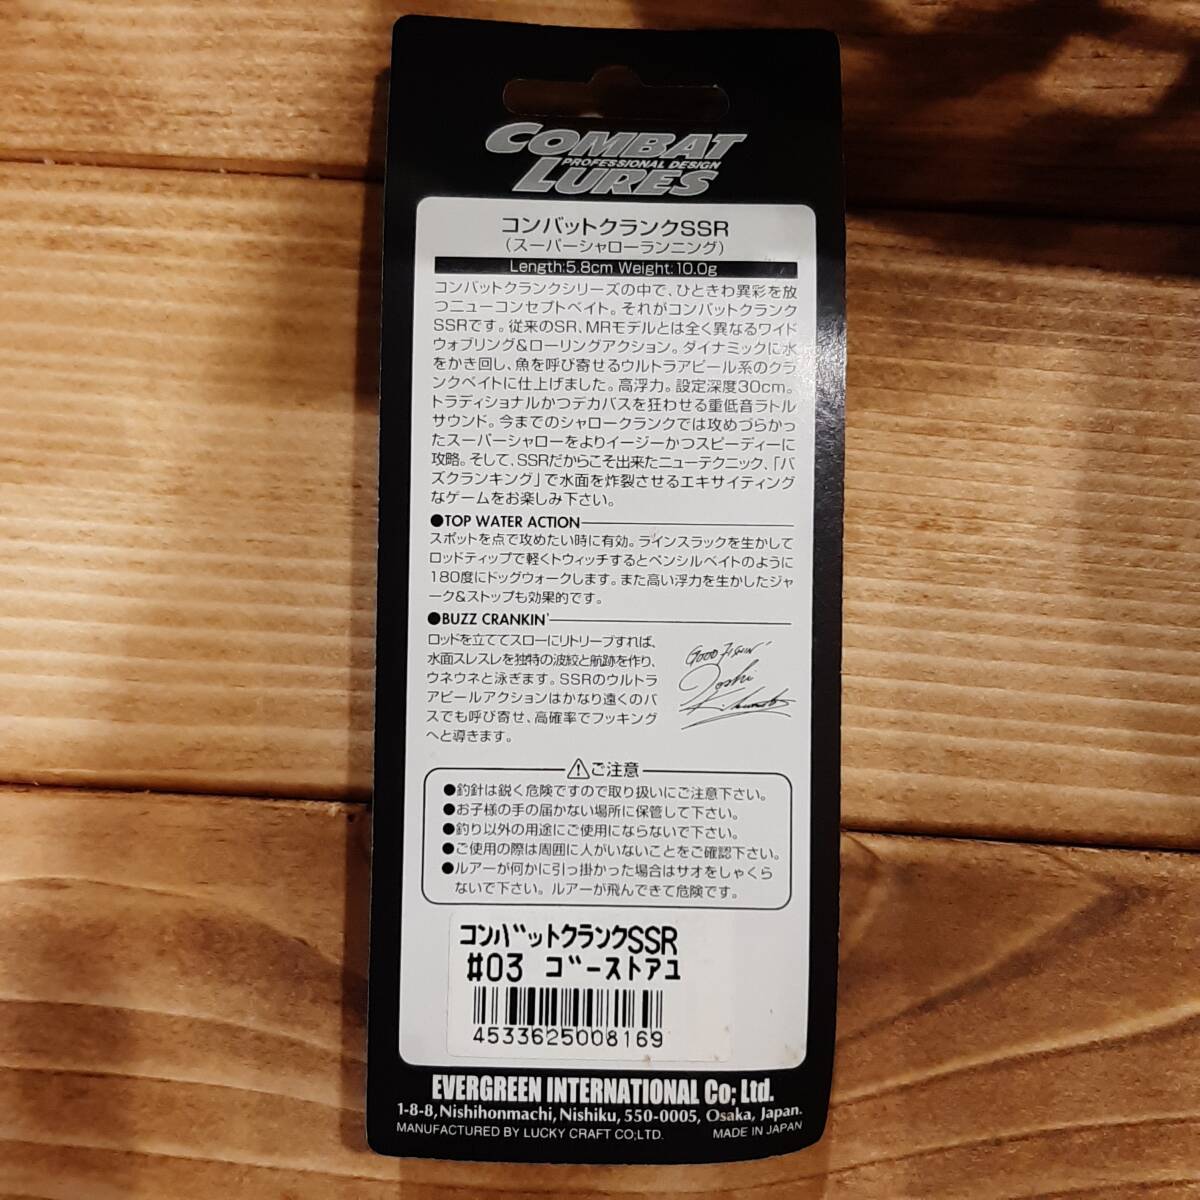 COMBAT
PROFESSIONAL DESIGN
LURES
コンバットクランクSSR
(スーパーシャローランニング)
Length:5.8cm Weight:10.0g
コンバットクランクシリーズの中で、ひときわ異彩を放
つニューコンセプトベイト。それがコンバットクランク
SSRです。従来のSR、MRモデルとは全く異なるワイド
ウォブリング&ローリングアクション。ダイナミックに水
をかき回し、魚を呼び寄せるウルトラアピール系のクラ
ンクベイトに仕上げました。高浮力。設定深度30cm。
トラディショナルかつデカバスを狂わせる重低音ラトル
サウンド。今までのシャロークランクでは攻めづらかっ
たスーパーシャローをよりイージーかつスピーディーに
攻略。そして、SSRだからこそ出来たニューテクニック、「バ
ズクランキング」で水面を炸裂させるエキサイティング
なゲームをお楽しみ下さい。
●TOP WATER ACTION
スポットを点で攻めたい時に有効。ラインスラックを生かして
ロッドティップで軽くトウィッチするとペンシルベイトのように
180度にドッグウォークします。また高い浮力を生かしたジャ
ーク&ストップも効果的です。
●BUZZ CRANKIN'
ロッドを立ててスローにリトリーブすれば、
水面スレスレを独特の波紋と航跡を作り、
ウネウネと泳ぎます。SSRのウルトラ
アピールアクションはかなり遠くのバ
スでも呼び寄せ、高確率でフッキング
へと導きます。
GOOD FISHIN'
⚠ご注意
●釣針は鋭く危険ですので取り扱いにご注意下さい。
●お子様の手の届かない場所に保管して下さい。
●釣り以外の用途にご使用にならないで下さい。
●ご使用の際は周囲に人がいないことをご確認下さい。
●ルアーが何かに引っ掛かった場合はサオをしゃくら
ないで下さい。ルアーが飛んできて危険です。
コンバットクランクSSR
#03 ゴーストアユ
4533625008169
EVERGREEN INTERNATIONAL Co; Ltd.
1-8-8, Nishihonmachi, Nishiku, 550-0005, Osaka, Japan.
MANUFACTURED BY LUCKY CRAFT CO;LTD. MADE IN JAPAN